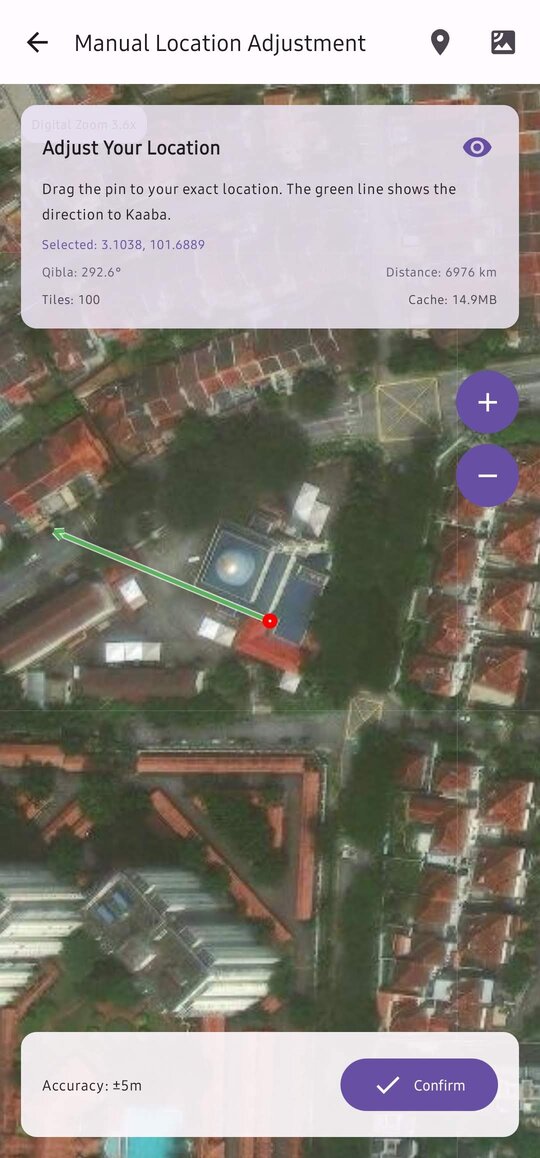 Manual Location Adjustment
Digital Zoom 3.6x
Adjust Your Location
Drag the pin to your exact location. The green line shows the
direction to Kaaba.
Selected: 3.1038, 101.6889
Qibla: 292.6°
Distance: 6976 km
Tiles: 100
Cache: 14.9MB
+
−
Accuracy: ±5m
Confirm